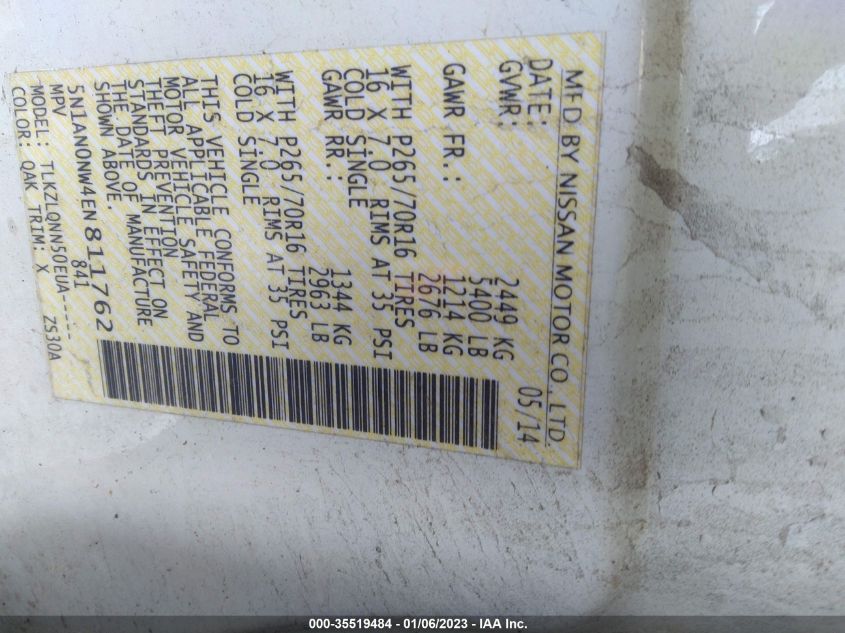 MFD BY NISSAN MOTOR CO., LTD.
DATE: 05/14
GVWR: 2449 KG
5400 LB
GAWR FR.: 1214 KG
2676 LB
WITH P265/70R16 TIRES
16 X 7.0 RIMS AT 35 PSI
COLD SINGLE
GAWR RR.: 1344 KG
2963 LB
WITH P265/70R16 TIRES
16 X 7.0 RIMS AT 35 PSI
COLD SINGLE
THIS VEHICLE CONFORMS TO
ALL APPLICABLE FEDERAL
MOTOR VEHICLE SAFETY AND
THEFT PREVENTION
STANDARDS IN EFFECT ON
THE DATE OF MANUFACTURE
SHOWN ABOVE.
5N1AN0NW4EN811762
MPV 841
MODEL: TLKZLQNN50EUA-----
COLOR: QAK TRIM: X ZS30A
000-35519484 - 01/06/2023 - IAA Inc.